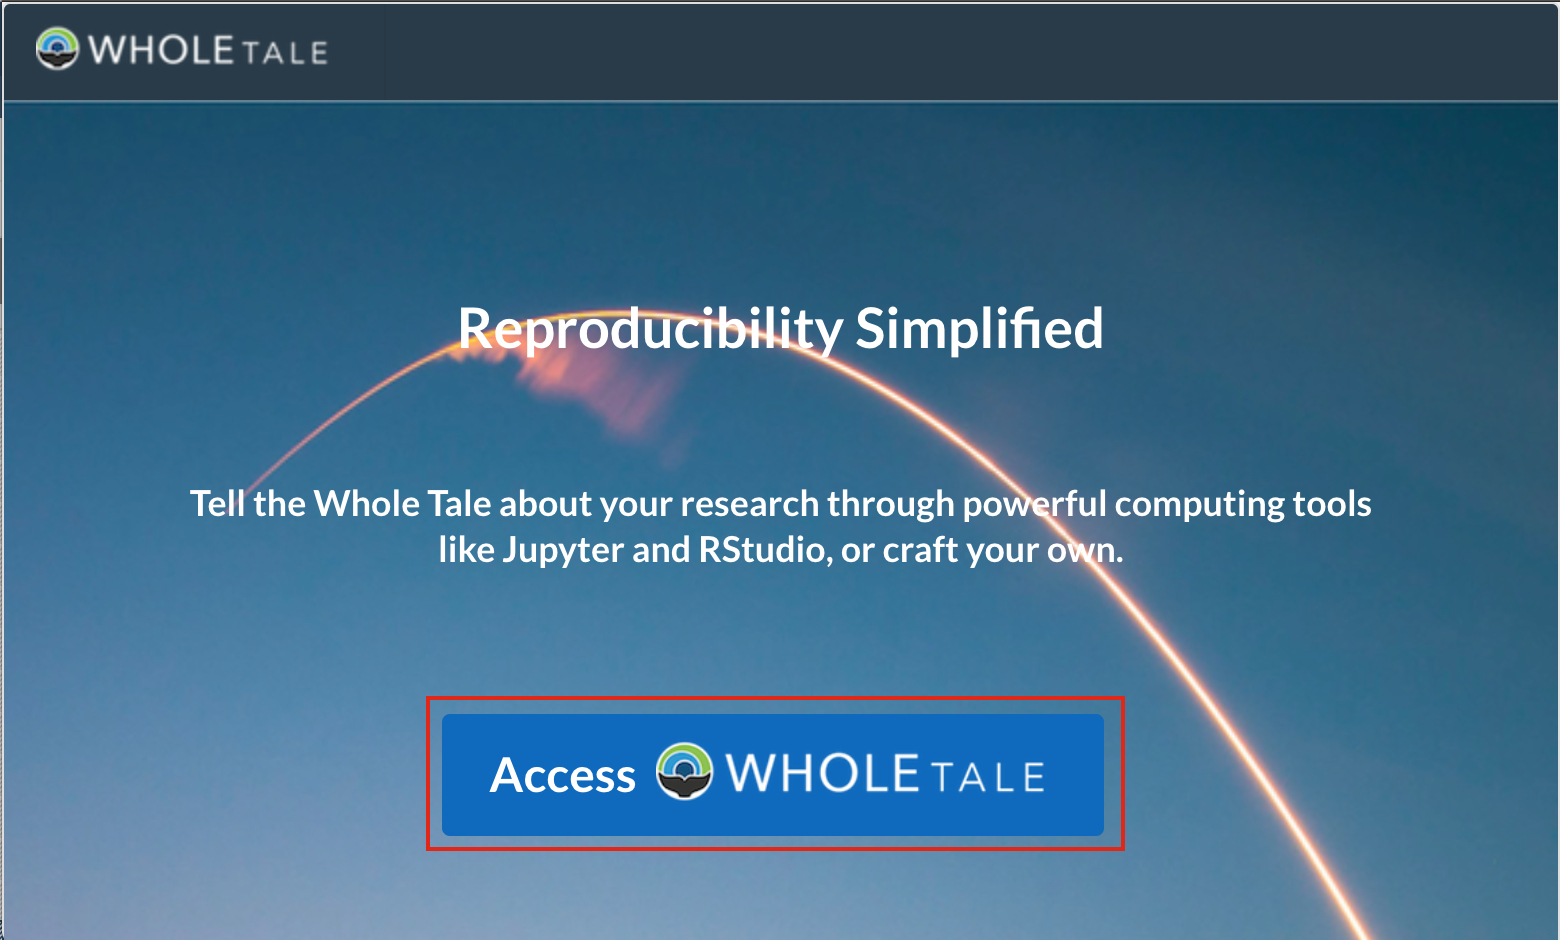 WHOLE TALE
Reproducibility Simplified
Tell the Whole Tale about your research through powerful computing tools
like Jupyter and RStudio, or craft your own.
Access WHOLE TALE